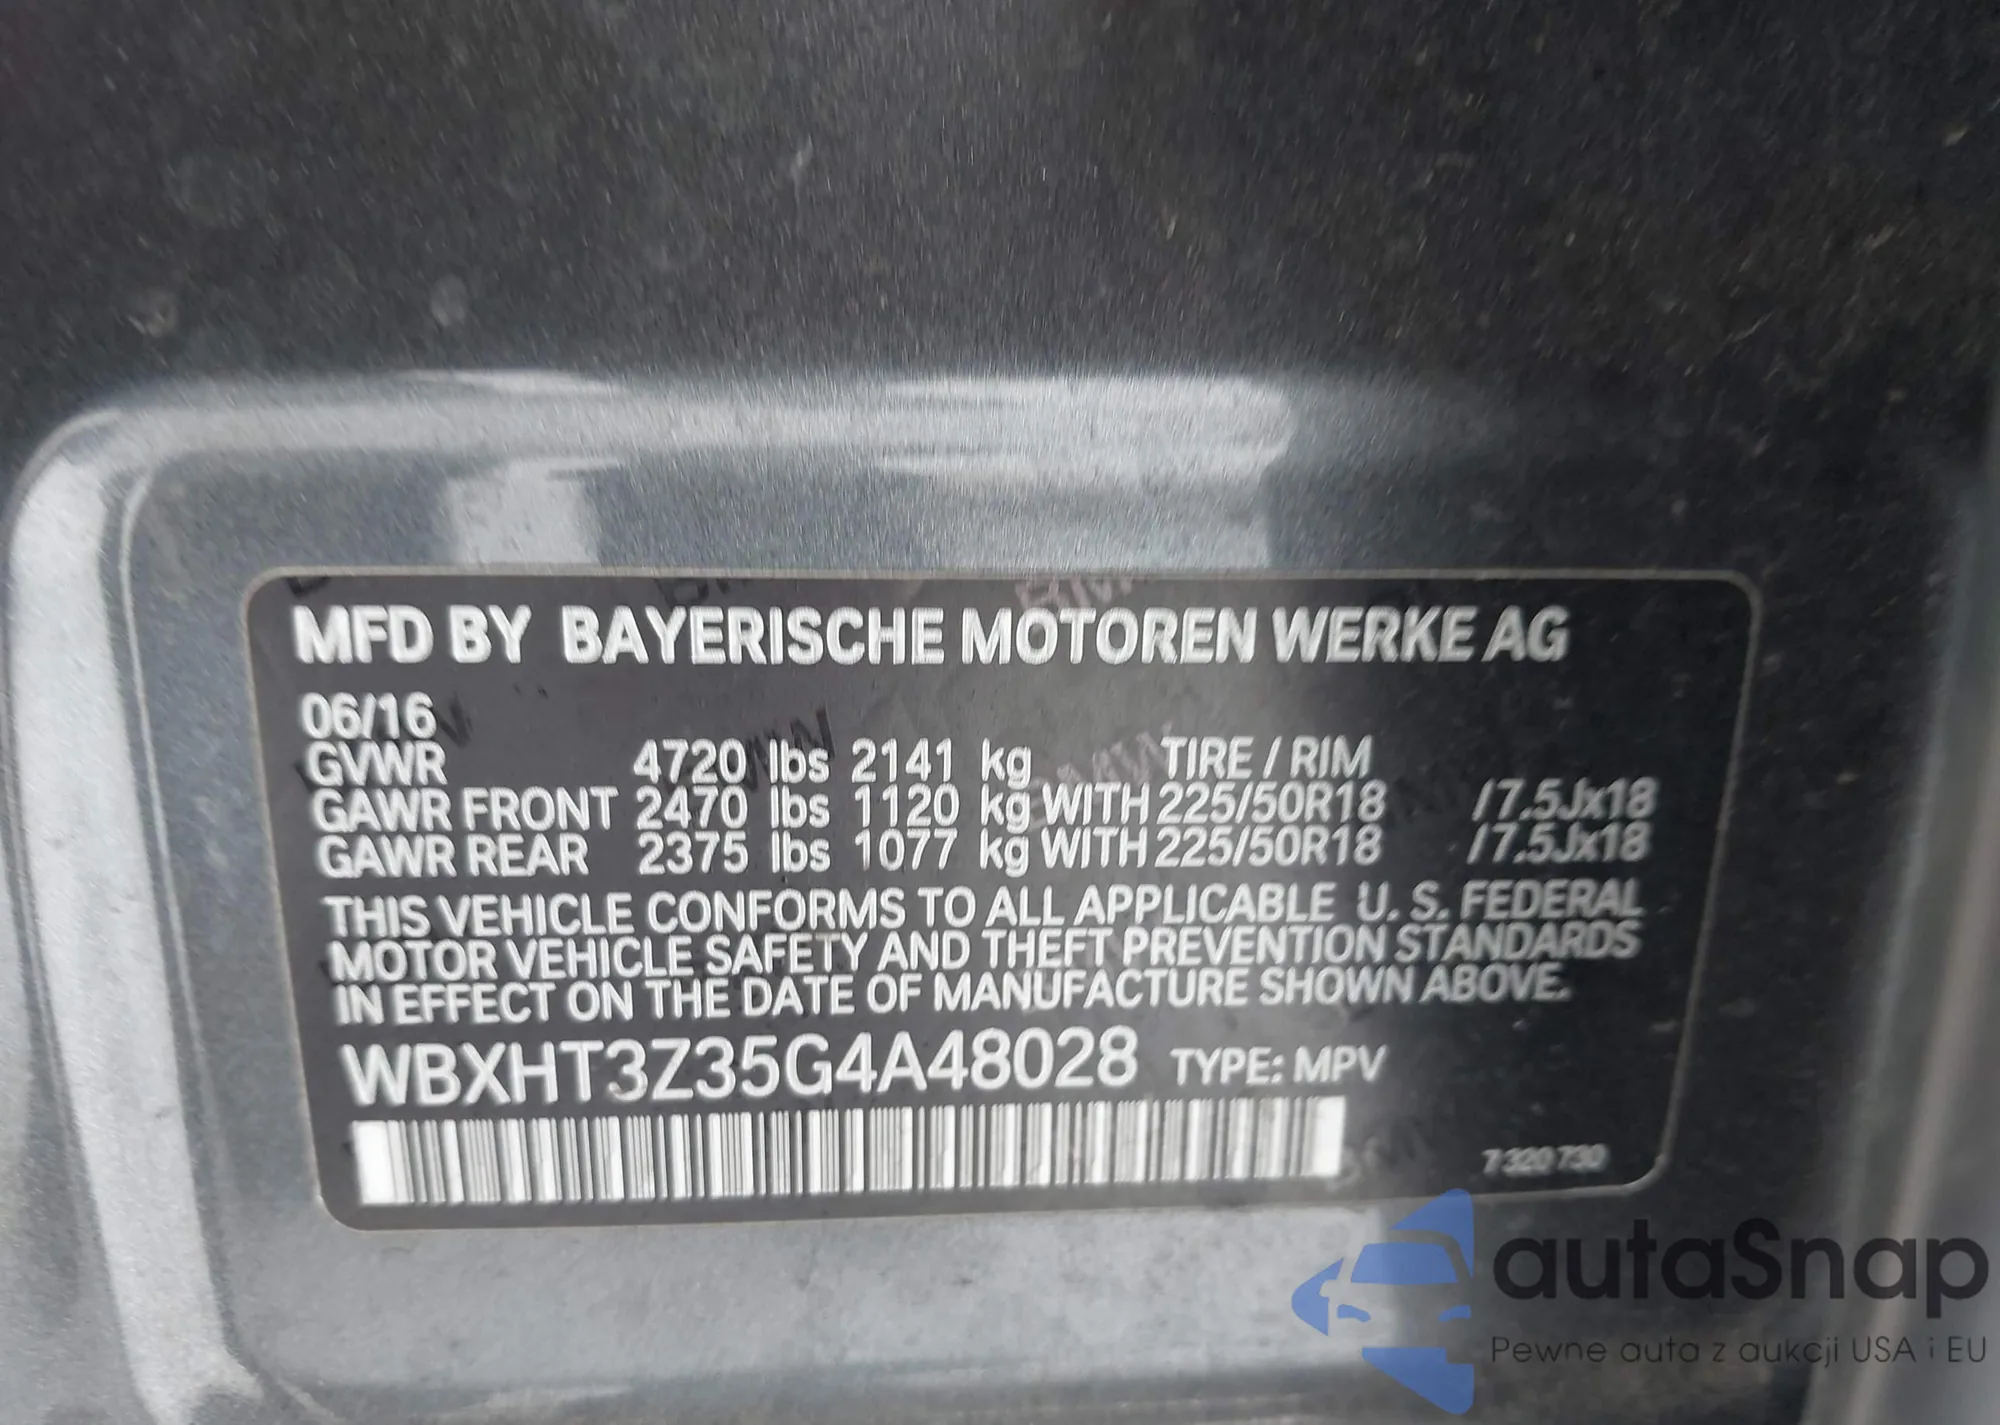 MFD BY BAYERISCHE MOTOREN WERKE AG
06/16
GVWR 4720 lbs 2141 kg TIRE / RIM
GAWR FRONT 2470 lbs 1120 kg WITH 225/50R18 /7.5Jx18
GAWR REAR 2375 lbs 1077 kg WITH 225/50R18 /7.5Jx18
THIS VEHICLE CONFORMS TO ALL APPLICABLE U. S. FEDERAL
MOTOR VEHICLE SAFETY AND THEFT PREVENTION STANDARDS
IN EFFECT ON THE DATE OF MANUFACTURE SHOWN ABOVE.
WBXHT3Z35G4A48028 TYPE: MPV
7 320 730
autaSnap
Pewne auta z aukcji USA i EU